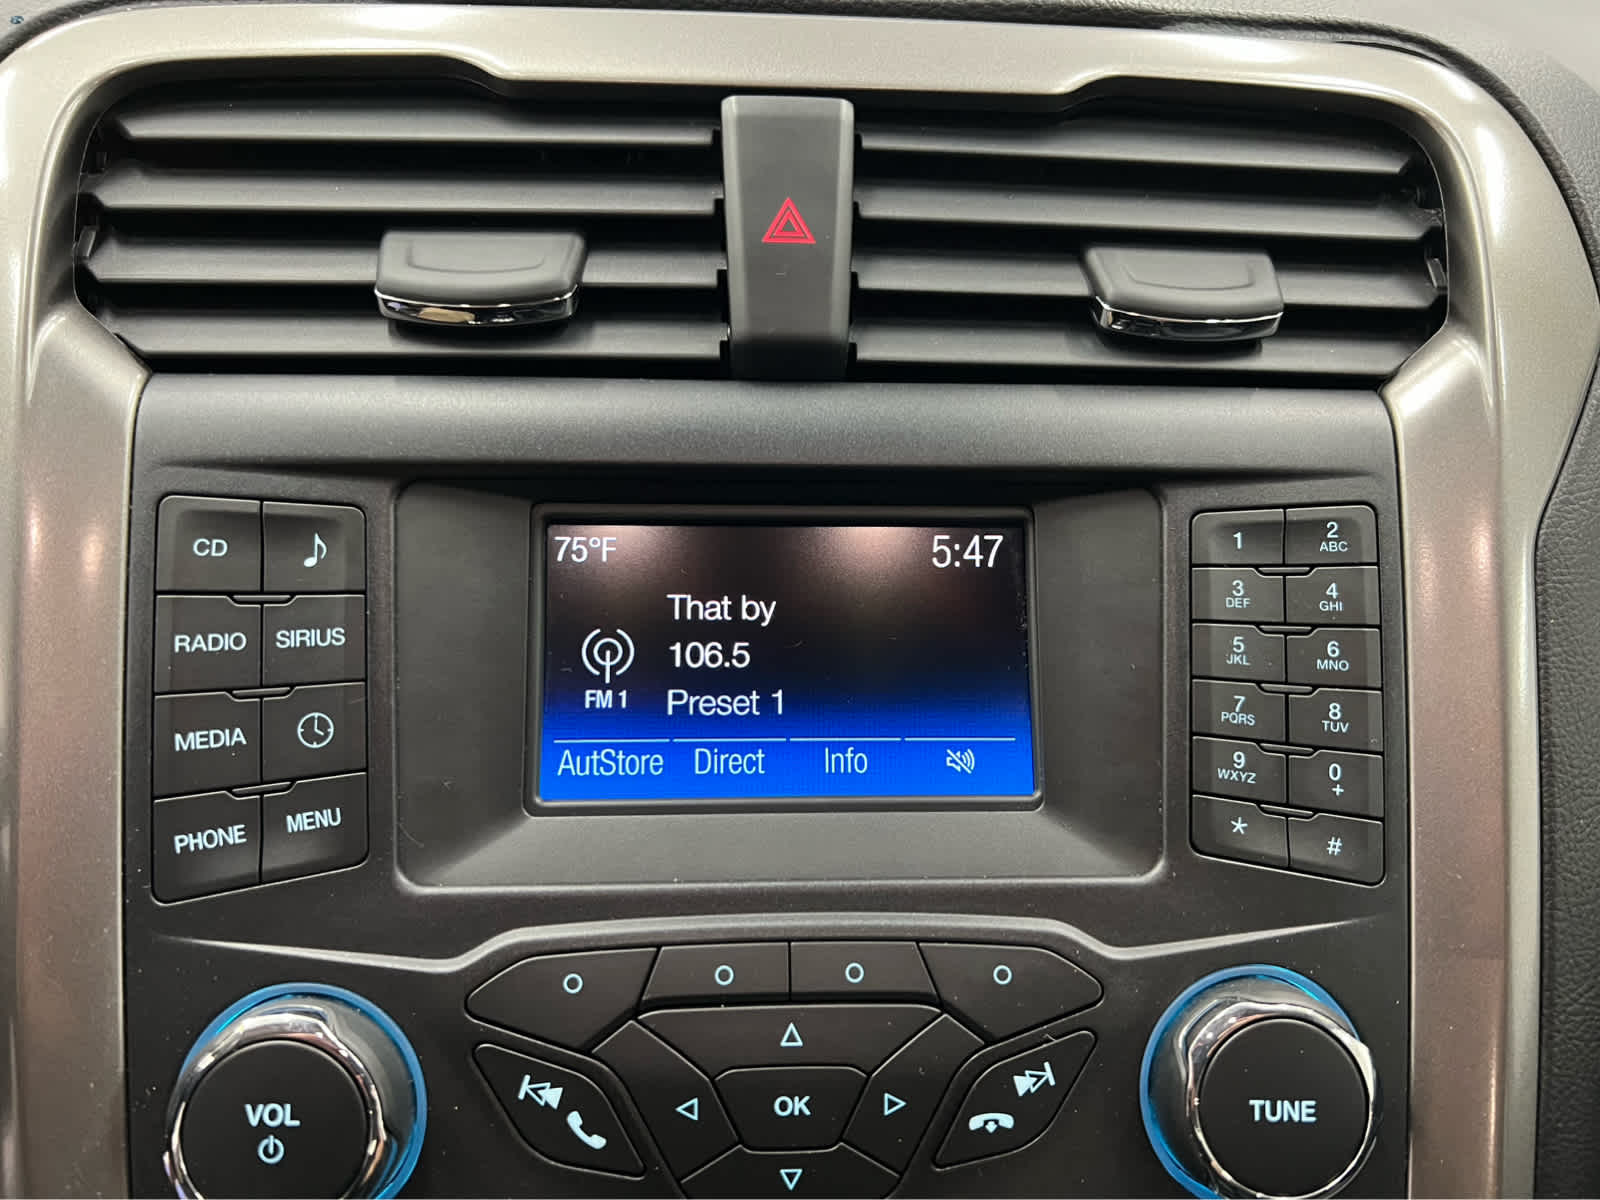 75°F 5:47
That by
106.5
FM 1 Preset 1
AutStore Direct Info
CD
RADIO SIRIUS
MEDIA
PHONE MENU
1 2 ABC
3 DEF 4 GHI
5 JKL 6 MNO
7 PQRS 8 TUV
9 WXYZ 0 +
* #
VOL
OK
TUNE